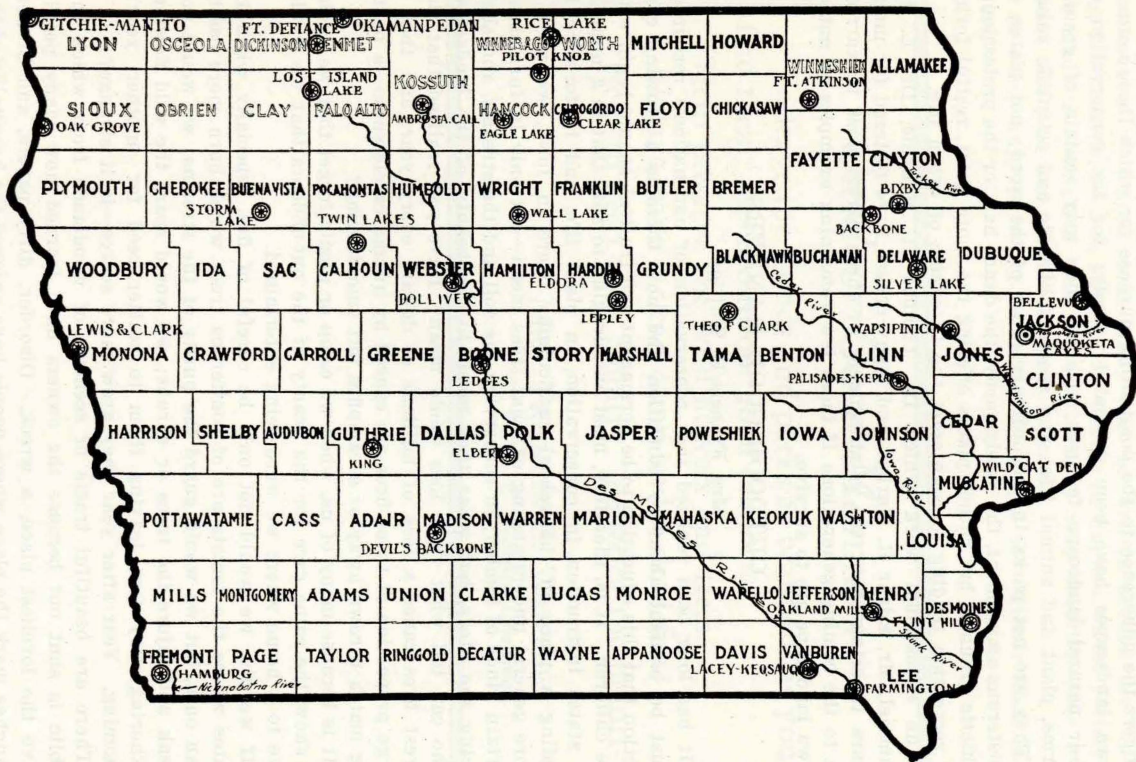 GITCHIE-MANITO FT. DEFIANCE OKAMANPEDAN RICE LAKE
LYON OSCEOLA DICKINSON EMMET WINNEBAGO WORTH MITCHELL HOWARD
PILOT KNOB
WINNESHIEK ALLAMAKEE
LOST ISLAND
LAKE
KOSSUTH
FT. ATKINSON
SIOUX OBRIEN CLAY PALO ALTO HANCOCK CERROGORDO FLOYD CHICKASAW
OAK GROVE AMBROSIA. CALL EAGLE LAKE CLEAR LAKE
FAYETTE CLAYTON
Turkey River
PLYMOUTH CHEROKEE BUENAVISTA POCAHONTAS HUMBOLDT WRIGHT FRANKLIN BUTLER BREMER
BIXBY
STORM
LAKE
TWIN LAKES WALL LAKE BACKBONE
WOODBURY IDA SAC CALHOUN WEBSTER HAMILTON HARDIN GRUNDY BLACKHAWK BUCHANAN DELAWARE DUBUQUE
DOLLIVER ELDORA Cedar River SILVER LAKE
LEPLEY
BELLEVUE
LEWIS & CLARK THEO F CLARK WAPSIPINICON JACKSON
Maquoketa River
MAQUOKETA
CAVES
MONONA CRAWFORD CARROLL GREENE BOONE STORY MARSHALL TAMA BENTON LINN JONES
LEDGES PALISADES-KEPLA Wapsipinicon River CLINTON
HARRISON SHELBY AUDUBON GUTHRIE DALLAS POLK JASPER POWESHIEK IOWA JOHNSON CEDAR SCOTT
KING ELBERT Iowa River
WILD CAT DEN
MUSCATINE
Des Moines River
POTTAWATAMIE CASS ADAIR MADISON WARREN MARION MAHASKA KEOKUK WASHTON
DEVIL'S BACKBONE LOUISA
MILLS MONTGOMERY ADAMS UNION CLARKE LUCAS MONROE WAPELLO JEFFERSON HENRY DESMOINES
OAKLAND MILLS FLINT HILL
Skunk River
FREMONT PAGE TAYLOR RINGGOLD DECATUR WAYNE APPANOOSE DAVIS VANBUREN LEE
HAMBURG LACEY-KEOSAUQUA FARMINGTON
Nichnabotna River